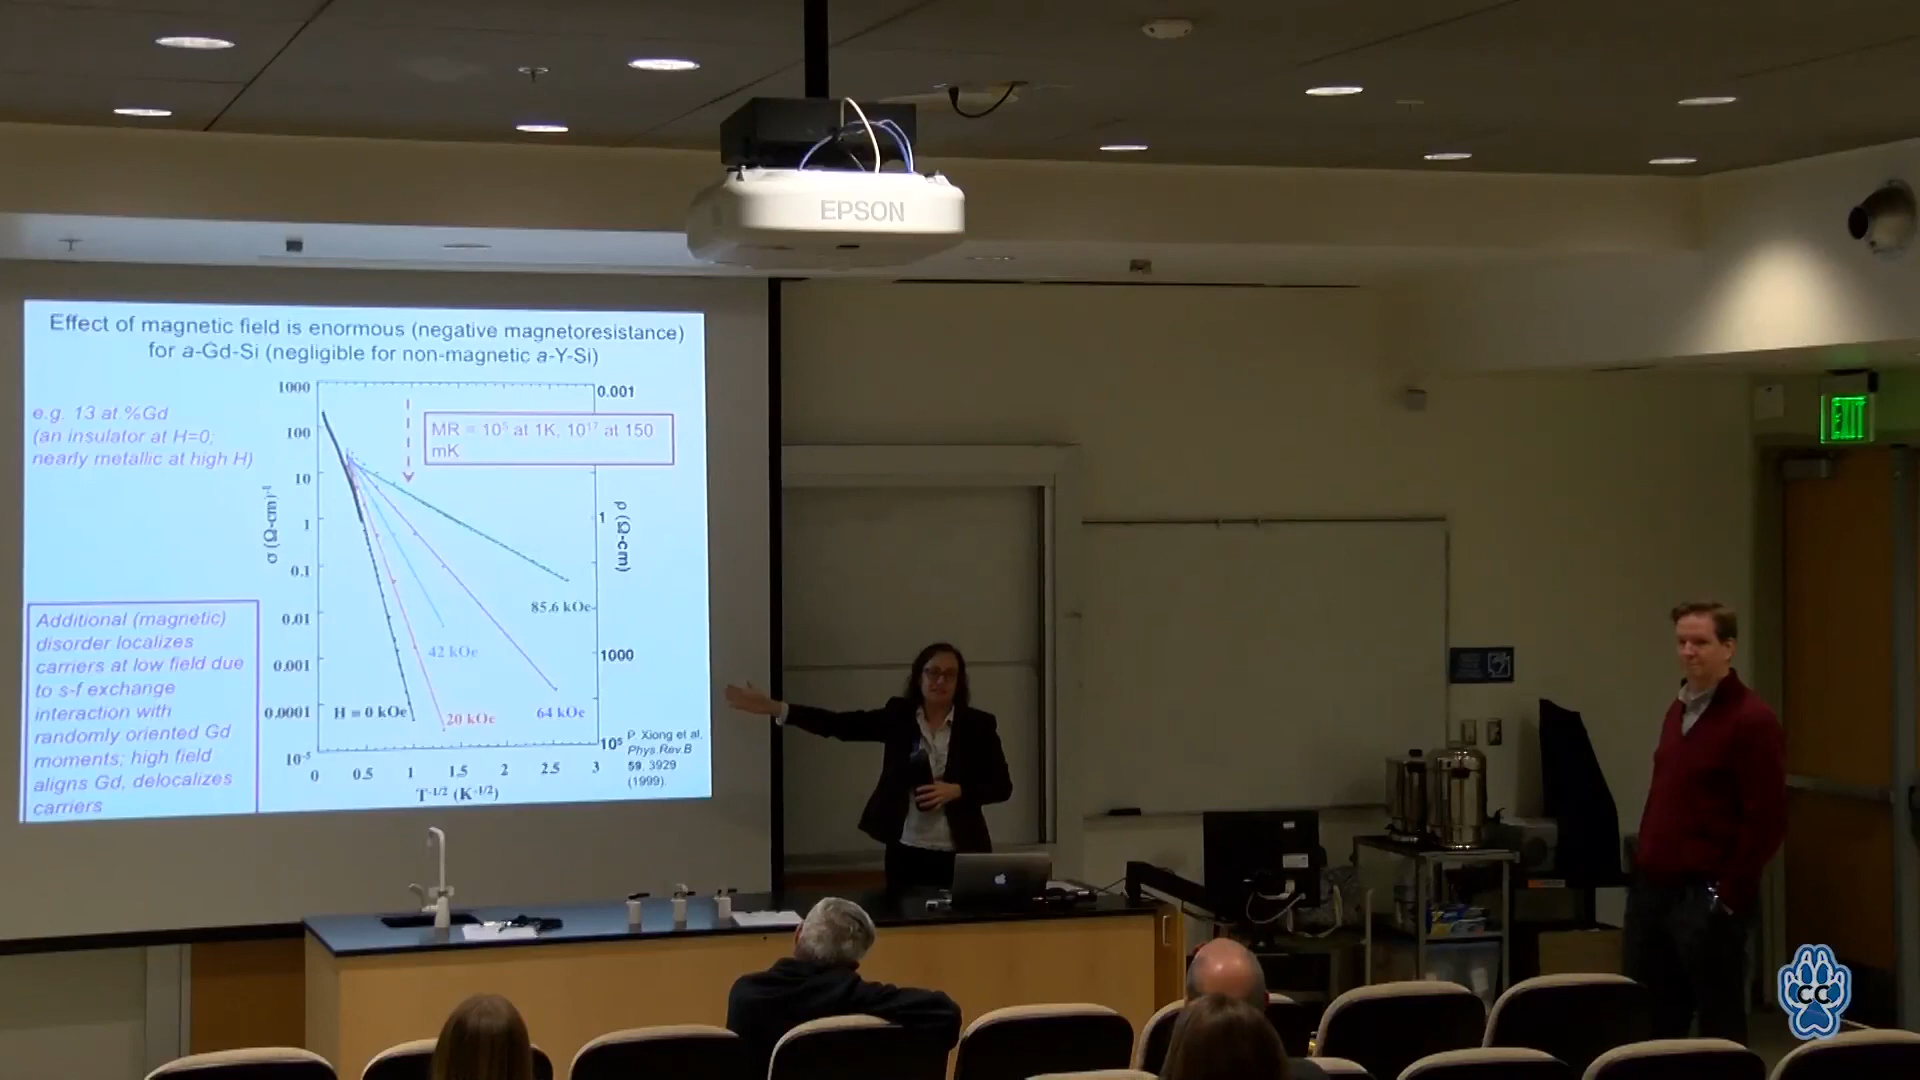 EPSON
EXIT
Effect of magnetic field is enormous (negative magnetoresistance)
for a-Gd-Si (negligible for non-magnetic a-Y-Si)
e.g. 13 at.%Gd
(an insulator at H=0;
nearly metallic at high H)
Additional (magnetic)
disorder localizes
carriers at low field due
to s-f exchange
interaction with
randomly oriented Gd
moments; high field
aligns Gd, delocalizes
carriers
σ (Ω-cm)⁻¹
1000
100
10
1
0.1
0.01
0.001
0.0001
10⁻⁵
MR = 10⁵ at 1K, 10¹⁷ at 150
mK
85.6 kOe
42 kOe
H = 0 kOe
20 kOe
64 kOe
0.001
1
1000
10⁵
ρ (Ω-cm)
0
0.5
1
1.5
2
2.5
3
T⁻¹/² (K⁻¹/²)
P. Xiong et al,
Phys.Rev.B
59, 3929
(1999).
CC